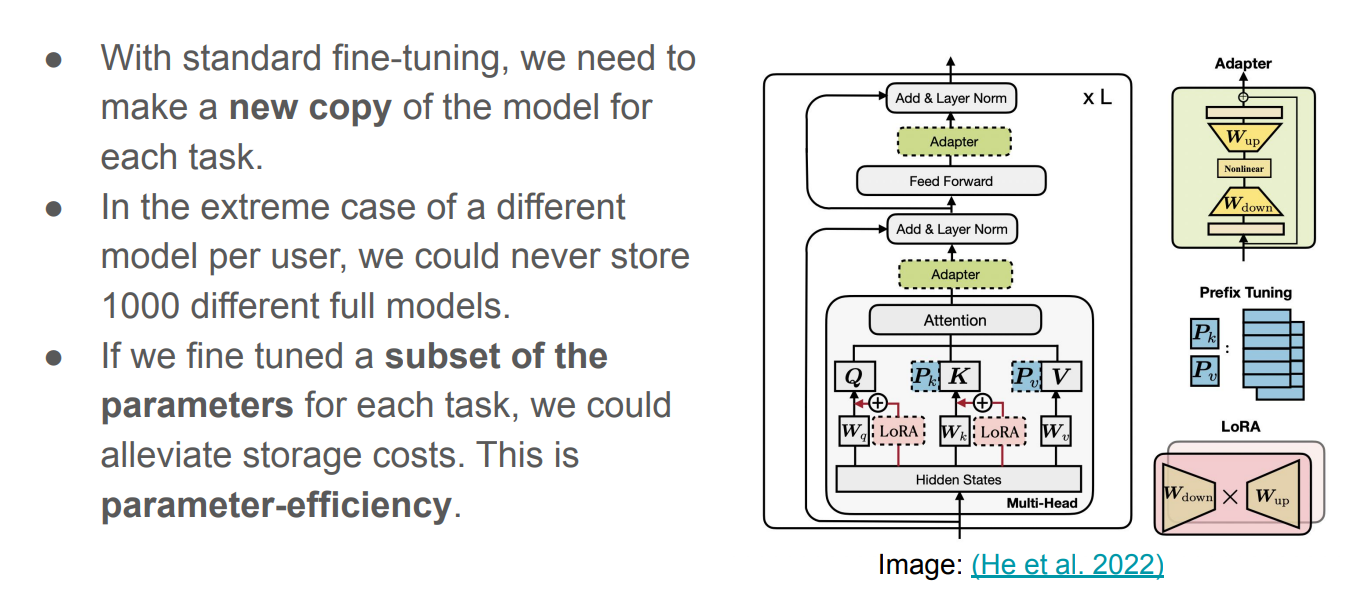 ● With standard fine-tuning, we need to
make a new copy of the model for
each task.
● In the extreme case of a different
model per user, we could never store
1000 different full models.
● If we fine tuned a subset of the
parameters for each task, we could
alleviate storage costs. This is
parameter-efficiency.
Add & Layer Norm
x L
Adapter
Feed Forward
Add & Layer Norm
Adapter
Attention
Q
Pk K
Pv V
Wq LoRA
Wk LoRA
Wv
Hidden States
Multi-Head
Adapter
Wup
Nonlinear
Wdown
Prefix Tuning
Pk :
Pv
LoRA
Wdown × Wup
Image: (He et al. 2022)